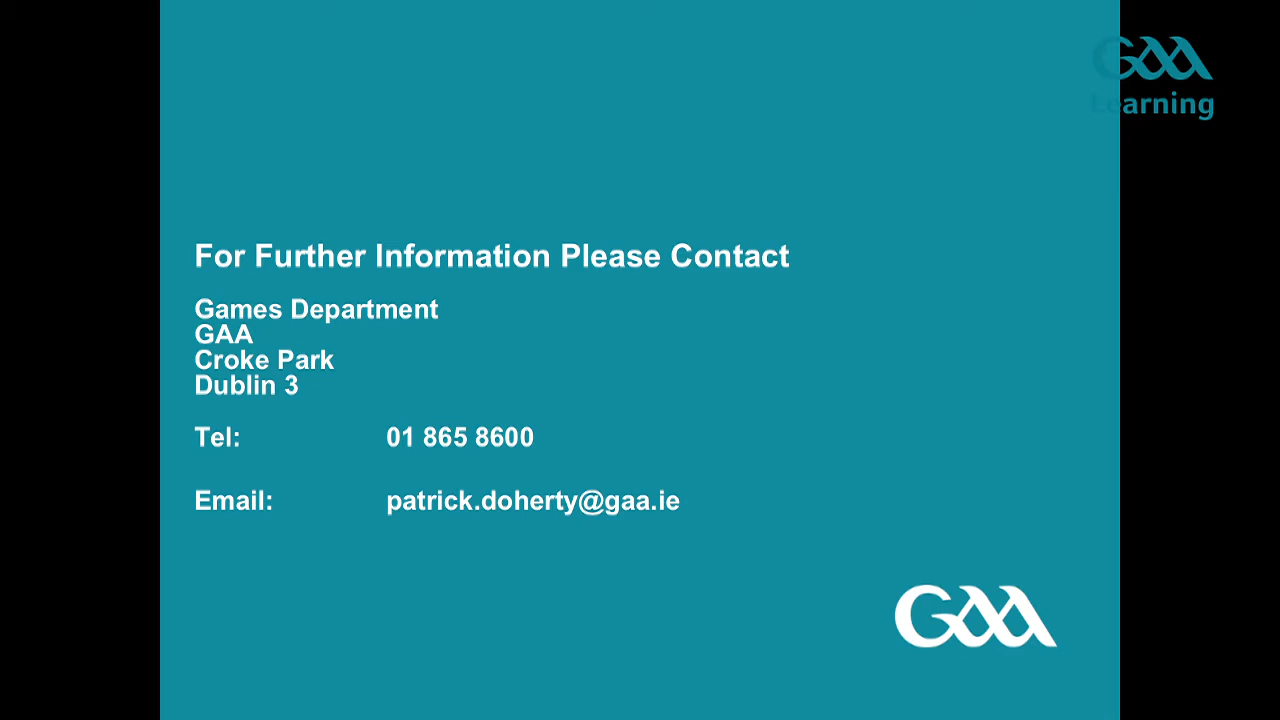 GAA
Learning
For Further Information Please Contact
Games Department
GAA
Croke Park
Dublin 3
Tel: 01 865 8600
Email: patrick.doherty@gaa.ie
GAA